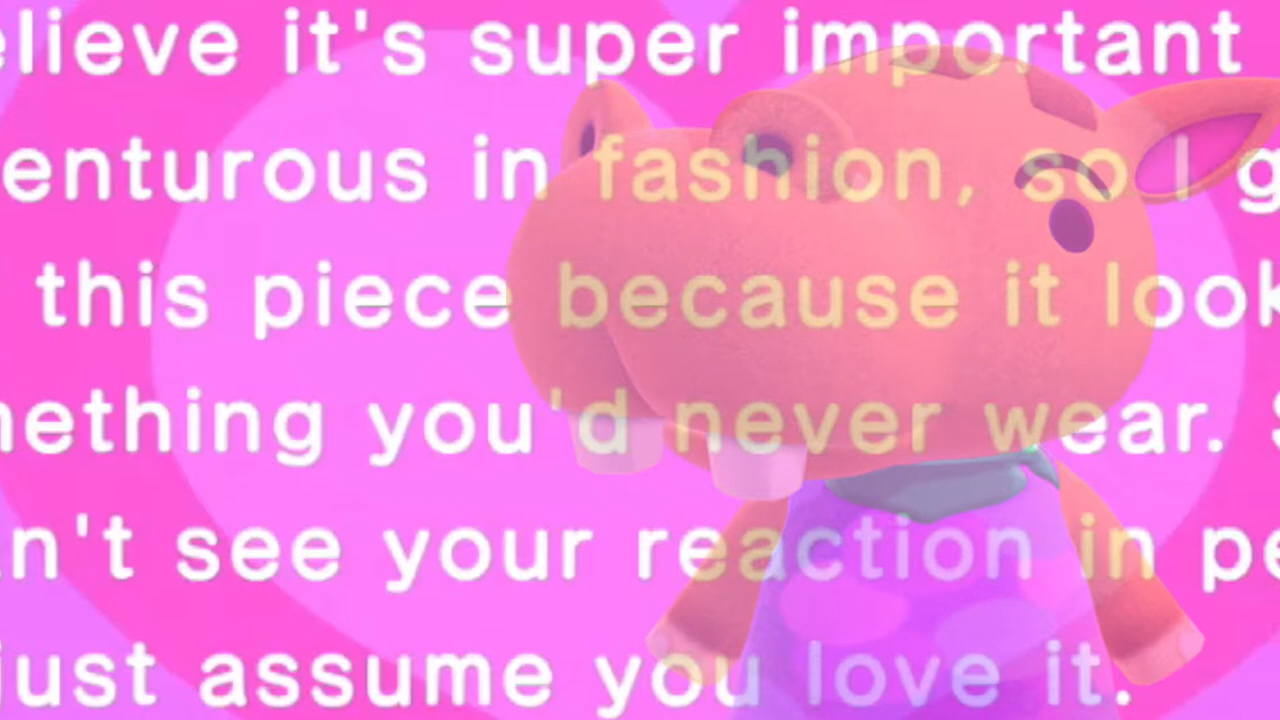 elieve it's super important
enturous in fashion, so I g
this piece because it look
mething you'd never wear. S
n't see your reaction in pe
just assume you love it.